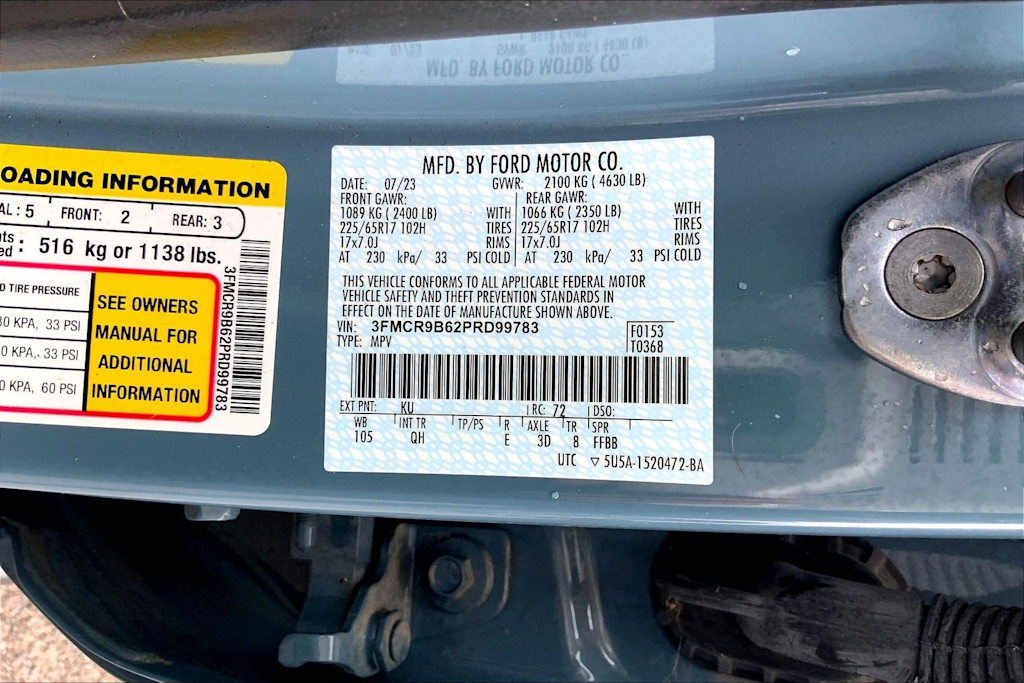 OADING INFORMATION
AL : 5 FRONT: 2 REAR: 3
516 kg or 1138 lbs.
D TIRE PRESSURE
30 KPA, 33 PSI
0 KPA,. 33 PSI
0 KPA, 60 PSI
SEE OWNERS
MANUAL FOR
ADDITIONAL
INFORMATION
3FMCR9B62PRD99783
MFD. BY FORD MOTOR CO.
DATE: 07/23 GVWR: 2100 KG ( 4630 LB)
FRONT GAWR: REAR GAWR:
1089 KG ( 2400 LB) WITH 1066 KG ( 2350 LB) WITH
225/65R17 102H TIRES 225/65R17 102H TIRES
17x7.0J RIMS 17x7.0J RIMS
AT 230 kPa/ 33 PSI COLD AT 230 kPa/ 33 PSI COLD
THIS VEHICLE CONFORMS TO ALL APPLICABLE FEDERAL MOTOR
VEHICLE SAFETY AND THEFT PREVENTION STANDARDS IN
EFFECT ON THE DATE OF MANUFACTURE SHOWN ABOVE.
VIN: 3FMCR9B62PRD99783 F0153
TYPE: MPV T0368
EXT PNT: KU RC: 72 DSO:
WB INT TR TP/PS R AXLE TR SPR
105 QH E 3D 8 FFBB
UTC ▽ 5U5A-1520472-BA